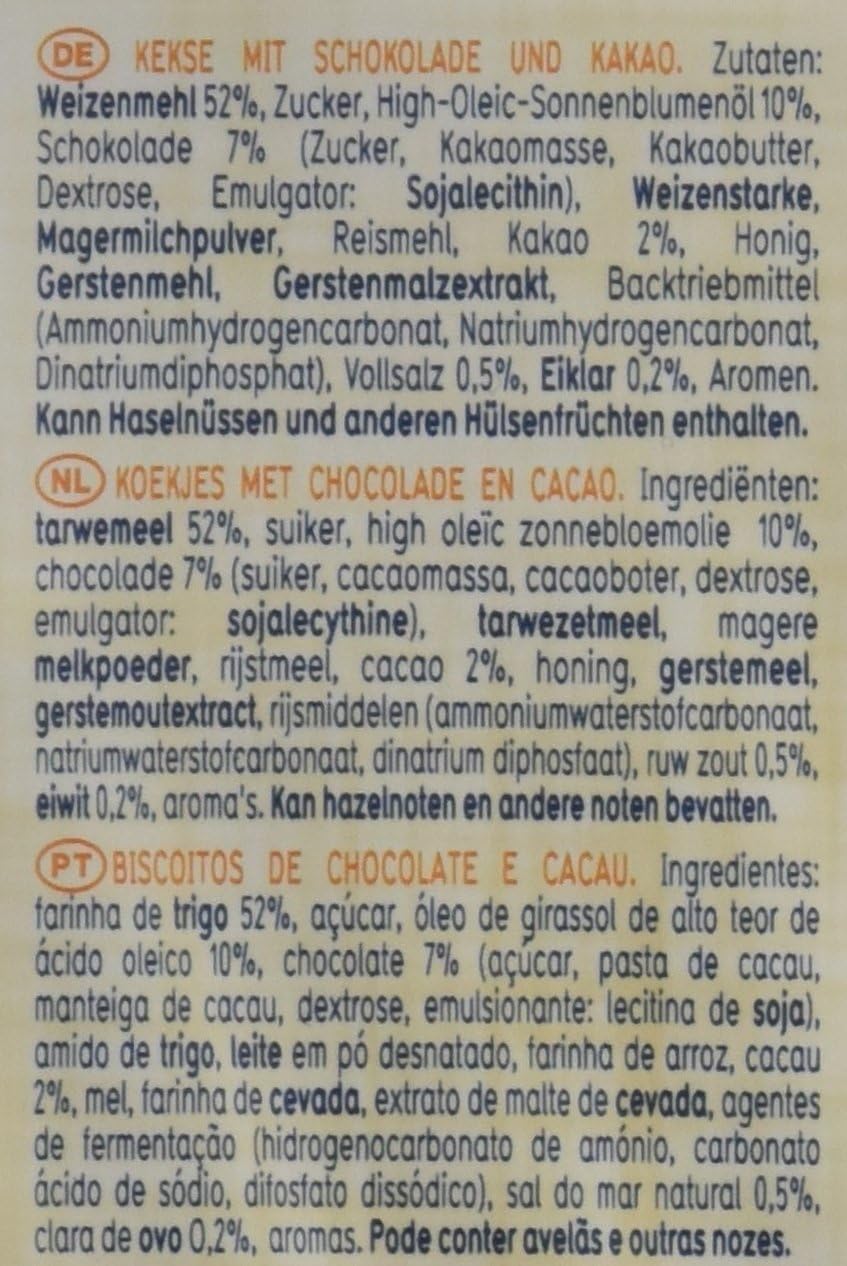 DE KEKSE MIT SCHOKOLADE UND KAKAO. Zutaten:
Weizenmehl 52%, Zucker, High-Oleic-Sonnenblumenöl 10%,
Schokolade 7% (Zucker, Kakaomasse, Kakaobutter,
Dextrose, Emulgator: Sojalecithin), Weizenstarke,
Magermilchpulver, Reismehl, Kakao 2%, Honig,
Gerstenmehl, Gerstenmalzextrakt, Backtriebmittel
(Ammoniumhydrogencarbonat, Natriumhydrogencarbonat,
Dinatriumdiphosphat), Vollsalz 0,5%, Eiklar 0,2%, Aromen.
Kann Haselnüssen und anderen Hülsenfrüchten enthalten.
NL KOEKJES MET CHOCOLADE EN CACAO. Ingrediënten:
tarwemeel 52%, suiker, high oleïc zonnebloemolie 10%,
chocolade 7% (suiker, cacaomassa, cacaoboter, dextrose,
emulgator: sojalecythine), tarwezetmeel, magere
melkpoeder, rijstmeel, cacao 2%, honing, gerstemeel,
gerstemoutextract, rijsmiddelen (ammoniumwaterstofcarbonaat,
natriumwaterstofcarbonaat, dinatrium diphosfaat), ruw zout 0,5%,
eiwit 0,2%, aroma's. Kan hazelnoten en andere noten bevatten.
PT BISCOITOS DE CHOCOLATE E CACAU. Ingredientes:
farinha de trigo 52%, açúcar, óleo de girassol de alto teor de
ácido oleico 10%, chocolate 7% (açúcar, pasta de cacau,
manteiga de cacau, dextrose, emulsionante: lecitina de soja),
amido de trigo, leite em pó desnatado, farinha de arroz, cacau
2%, mel, farinha de cevada, extrato de malte de cevada, agentes
de fermentação (hidrogenocarbonato de amónio, carbonato
ácido de sódio, difosfato dissódico), sal do mar natural 0,5%,
clara de ovo 0,2%, aromas. Pode conter avelãs e outras nozes.